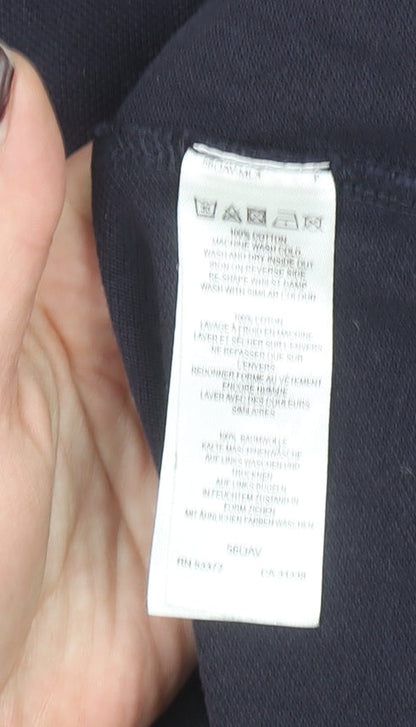 100% COTTON
MACHINE WASH COLD
WASH AND DRY INSIDE OUT
IRON ON REVERSE SIDE
RE-SHAPE WHILST DAMP
WASH WITH SIMILAR COLOUR
100% COTON
LAVAGE À FROID EN MACHINE
LAVER ET SÉCHER SUR L'ENVERS
NE REPASSER QUE SUR
L'ENVERS
REDONNER FORME AU VÊTEMENT
ENCORE HUMIDE
LAVER AVEC DES COULEURS
SIMILAIRES
100% BAUMWOLLE
KALTE MASCHINENWÄSCHE
AUF LINKS WASCHEN UND
TROCKNEN
AUF LINKS BÜGELN
IN FEUCHTEM ZUSTAND IN
FORM ZIEHEN
MIT ÄHNLICHEN FARBEN WASCHEN